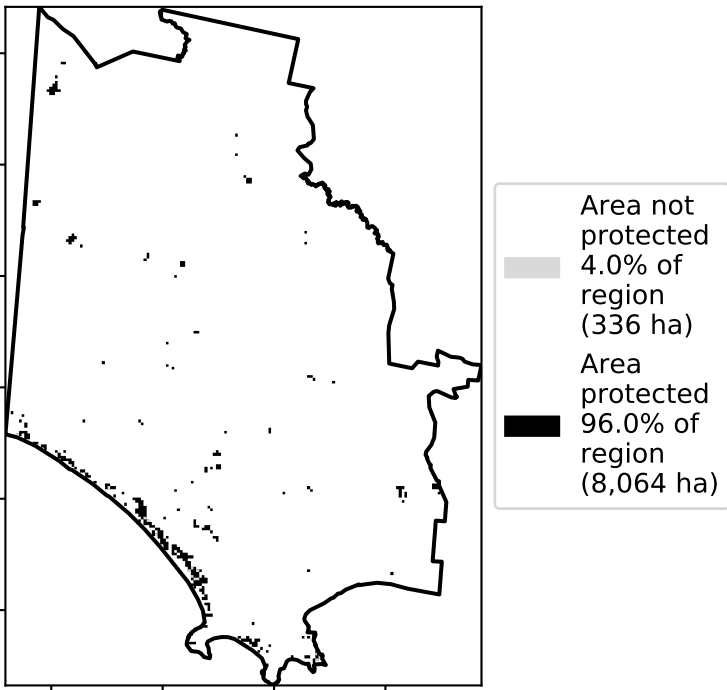 Area not
protected
4.0% of
region
(336 ha)
Area
protected
96.0% of
region
(8,064 ha)